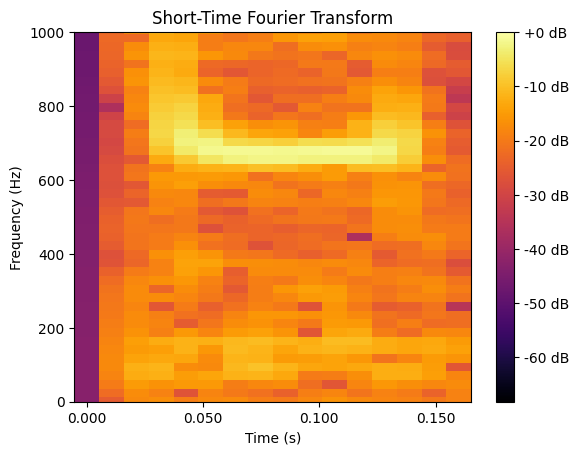 Short-Time Fourier Transform
1000
800
600
400
200
0
Frequency (Hz)
0.000
0.050
0.100
0.150
Time (s)
+0 dB
-10 dB
-20 dB
-30 dB
-40 dB
-50 dB
-60 dB